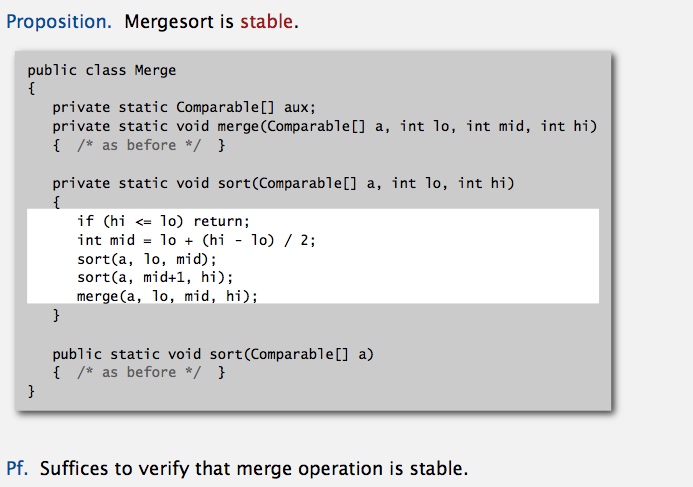 Proposition. Mergesort is stable.
public class Merge
{
private static Comparable[] aux;
private static void merge(Comparable[] a, int lo, int mid, int hi)
{ /* as before */ }
private static void sort(Comparable[] a, int lo, int hi)
{
if (hi <= lo) return;
int mid = lo + (hi - lo) / 2;
sort(a, lo, mid);
sort(a, mid+1, hi);
merge(a, lo, mid, hi);
}
public static void sort(Comparable[] a)
{ /* as before */ }
}
Pf. Suffices to verify that merge operation is stable.